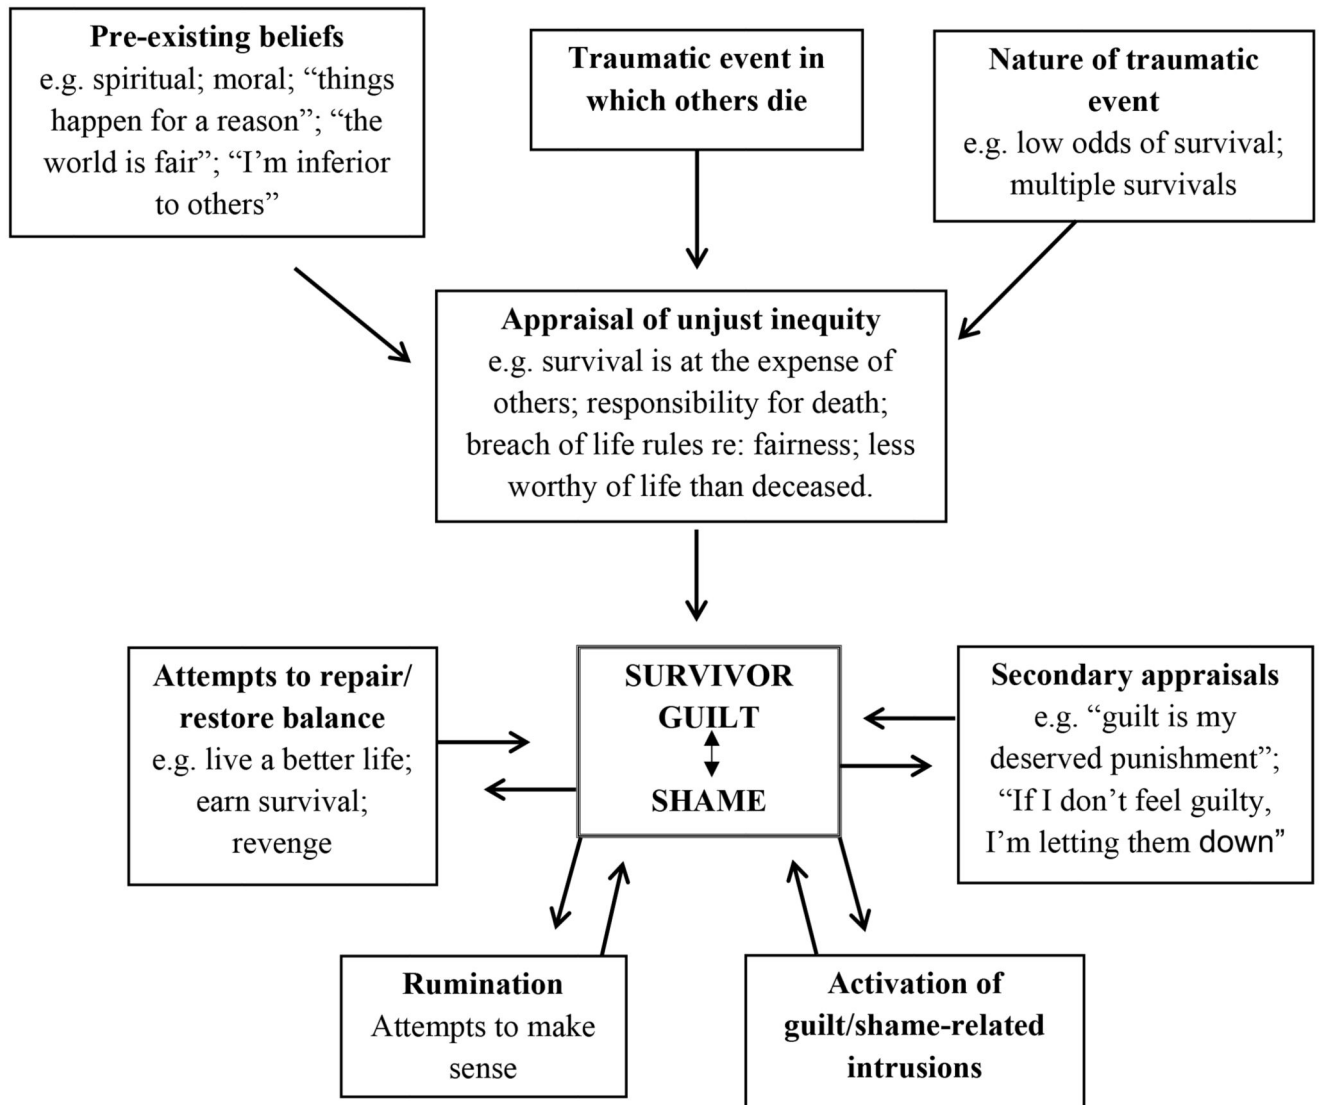 Pre-existing beliefs
e.g. spiritual; moral; “things
happen for a reason”; “the
world is fair”; “I’m inferior
to others”
Traumatic event in
which others die
Nature of traumatic
event
e.g. low odds of survival;
multiple survivals
Appraisal of unjust inequity
e.g. survival is at the expense of
others; responsibility for death;
breach of life rules re: fairness; less
worthy of life than deceased.
Attempts to repair/
restore balance
e.g. live a better life;
earn survival;
revenge
SURVIVOR
GUILT
SHAME
Secondary appraisals
e.g. “guilt is my
deserved punishment”;
“If I don’t feel guilty,
I’m letting them down”
Rumination
Attempts to make
sense
Activation of
guilt/shame-related
intrusions